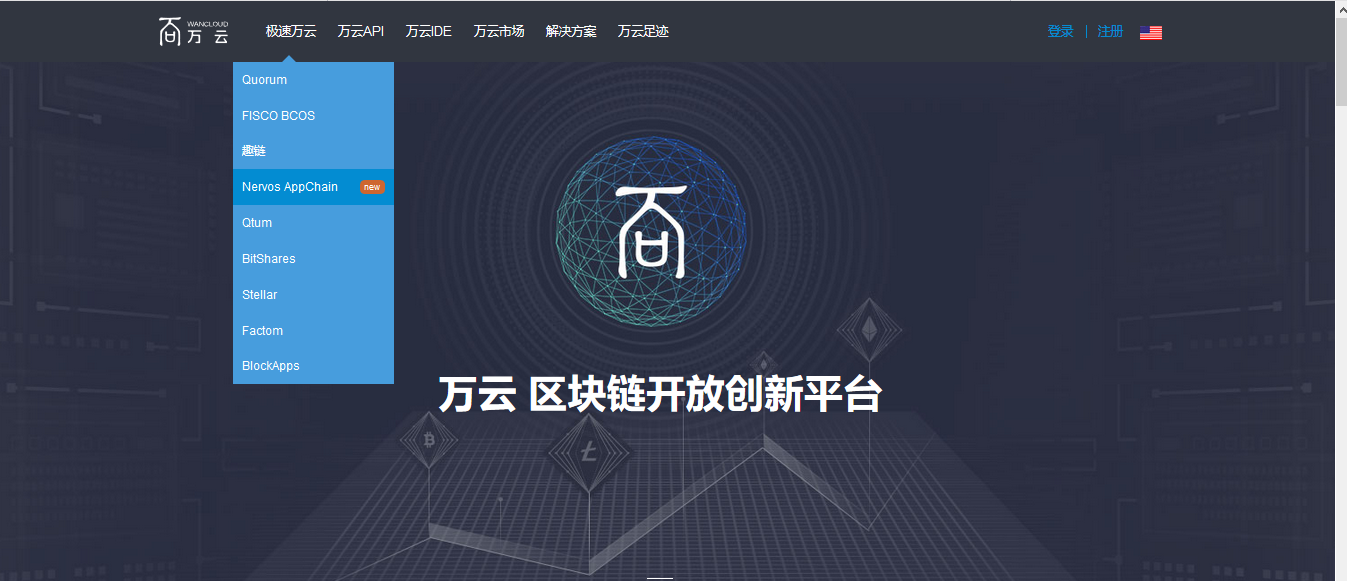 WANCLOUD
万云
极速万云 万云API 万云IDE 万云市场 解决方案 万云足迹
登录 | 注册
Quorum
FISCO BCOS
趣链
Nervos AppChain new
Qtum
BitShares
Stellar
Factom
BlockApps
万云 区块链开放创新平台